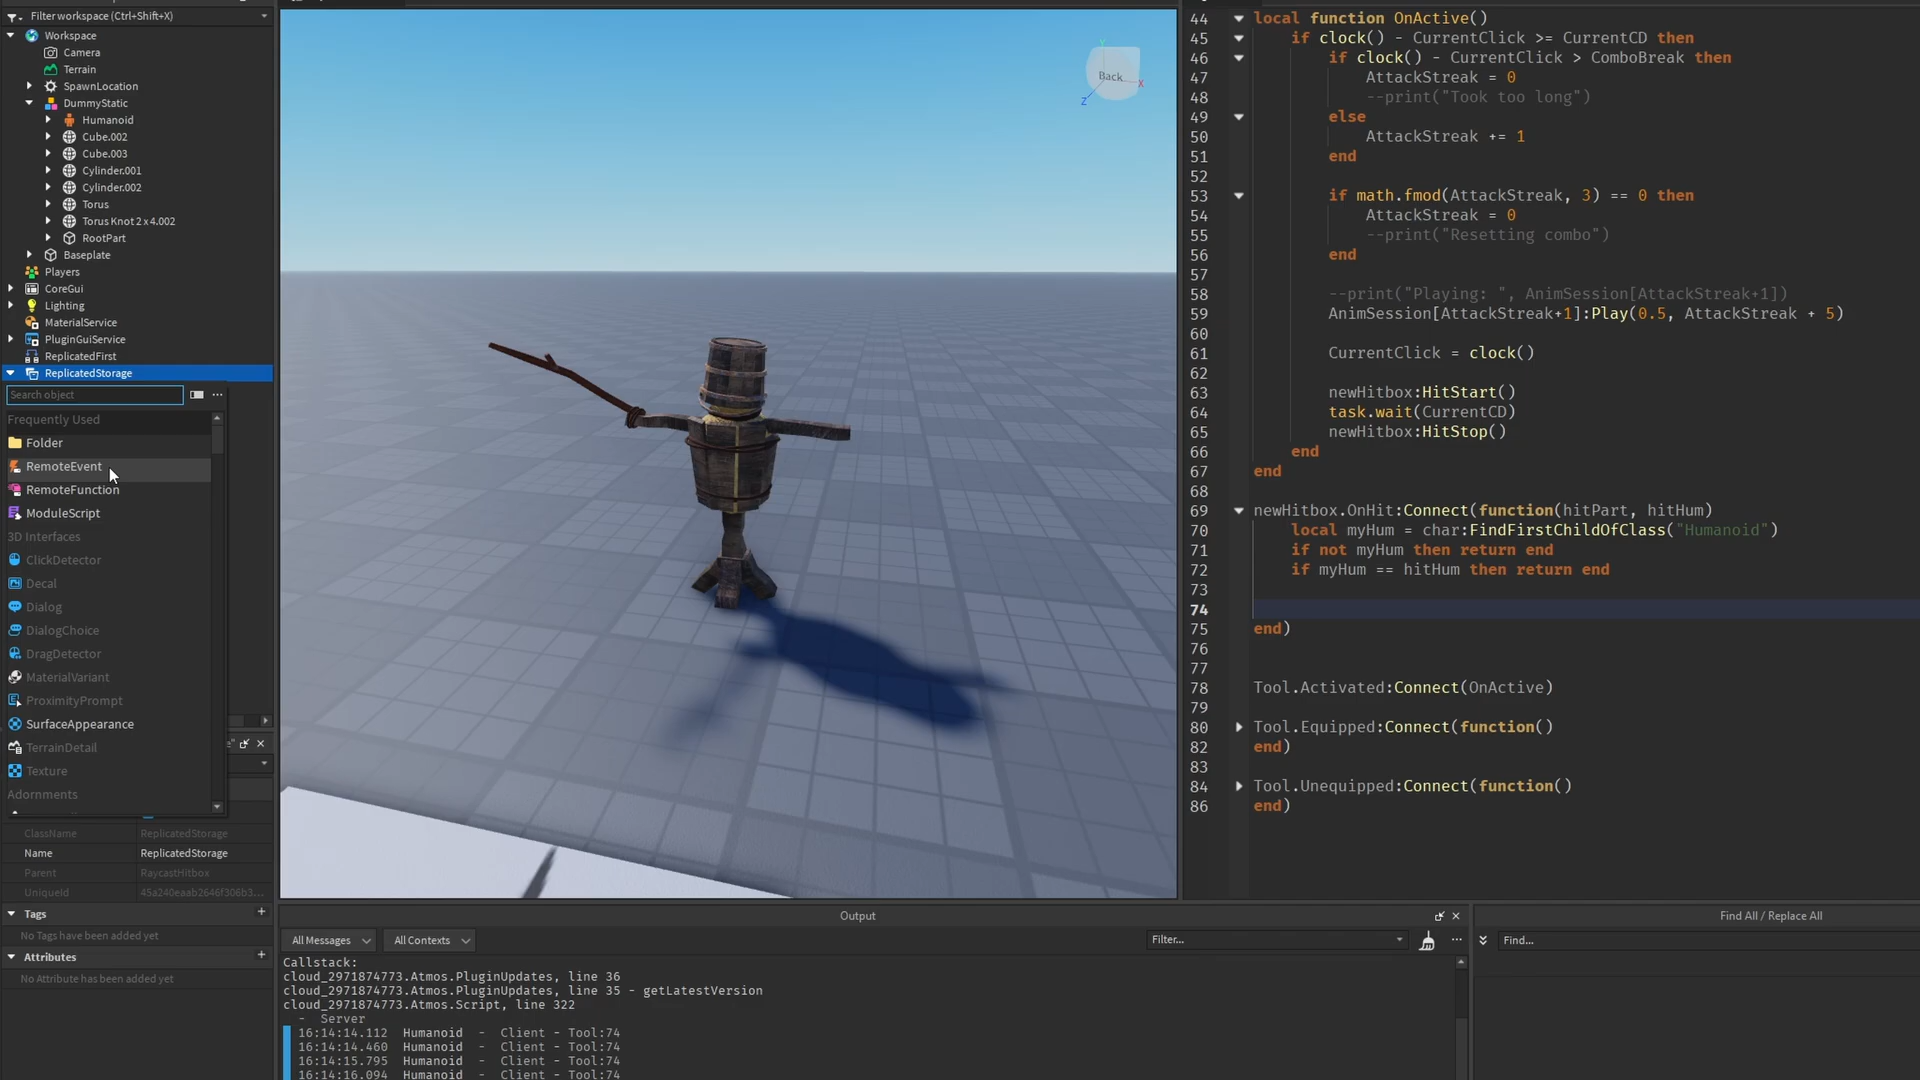 Filter workspace (Ctrl+Shift+X)
Workspace
Camera
Terrain
SpawnLocation
DummyStatic
Humanoid
Cube.002
Cube.003
Cylinder.001
Cylinder.002
Torus
Torus Knot 2 x 4.002
RootPart
Baseplate
Players
CoreGui
Lighting
MaterialService
PluginGuiService
ReplicatedFirst
ReplicatedStorage
Search object
Frequently Used
Folder
RemoteEvent
RemoteFunction
ModuleScript
3D Interfaces
ClickDetector
Decal
Dialog
DialogChoice
DragDetector
MaterialVariant
ProximityPrompt
SurfaceAppearance
TerrainDetail
Texture
Adornments
ClassName ReplicatedStorage
Name ReplicatedStorage
Parent RaycastHitbox
UniqueId 45a240eaab2646f306b3...
Tags
No Tags have been added yet
Attributes
No Attribute has been added yet
Back
Y
X
Z
44 local function OnActive()
45 if clock() - CurrentClick >= CurrentCD then
46 if clock() - CurrentClick > ComboBreak then
47 AttackStreak = 0
48 --print("Took too long")
49 else
50 AttackStreak += 1
51 end
52
53 if math.fmod(AttackStreak, 3) == 0 then
54 AttackStreak = 0
55 --print("Resetting combo")
56 end
57
58 --print("Playing: ", AnimSession[AttackStreak+1])
59 AnimSession[AttackStreak+1]:Play(0.5, AttackStreak + 5)
60
61 CurrentClick = clock()
62
63 newHitbox:HitStart()
64 task.wait(CurrentCD)
65 newHitbox:HitStop()
66 end
67 end
68
69 newHitbox.OnHit:Connect(function(hitPart, hitHum)
70 local myHum = char:FindFirstChildOfClass("Humanoid")
71 if not myHum then return end
72 if myHum == hitHum then return end
73
74
75 end)
76
77
78 Tool.Activated:Connect(OnActive)
79
80 Tool.Equipped:Connect(function()
82 end)
83
84 Tool.Unequipped:Connect(function()
86 end)
Output
All Messages
All Contexts
Filter...
Callstack:
cloud_2971874773.Atmos.PluginUpdates, line 36
cloud_2971874773.Atmos.PluginUpdates, line 35 - getLatestVersion
cloud_2971874773.Atmos.Script, line 322
- Server
16:14:14.112 Humanoid - Client - Tool:74
16:14:14.460 Humanoid - Client - Tool:74
16:14:15.795 Humanoid - Client - Tool:74
16:14:16.094 Humanoid - Client - Tool:74
Find All / Replace All
Find...